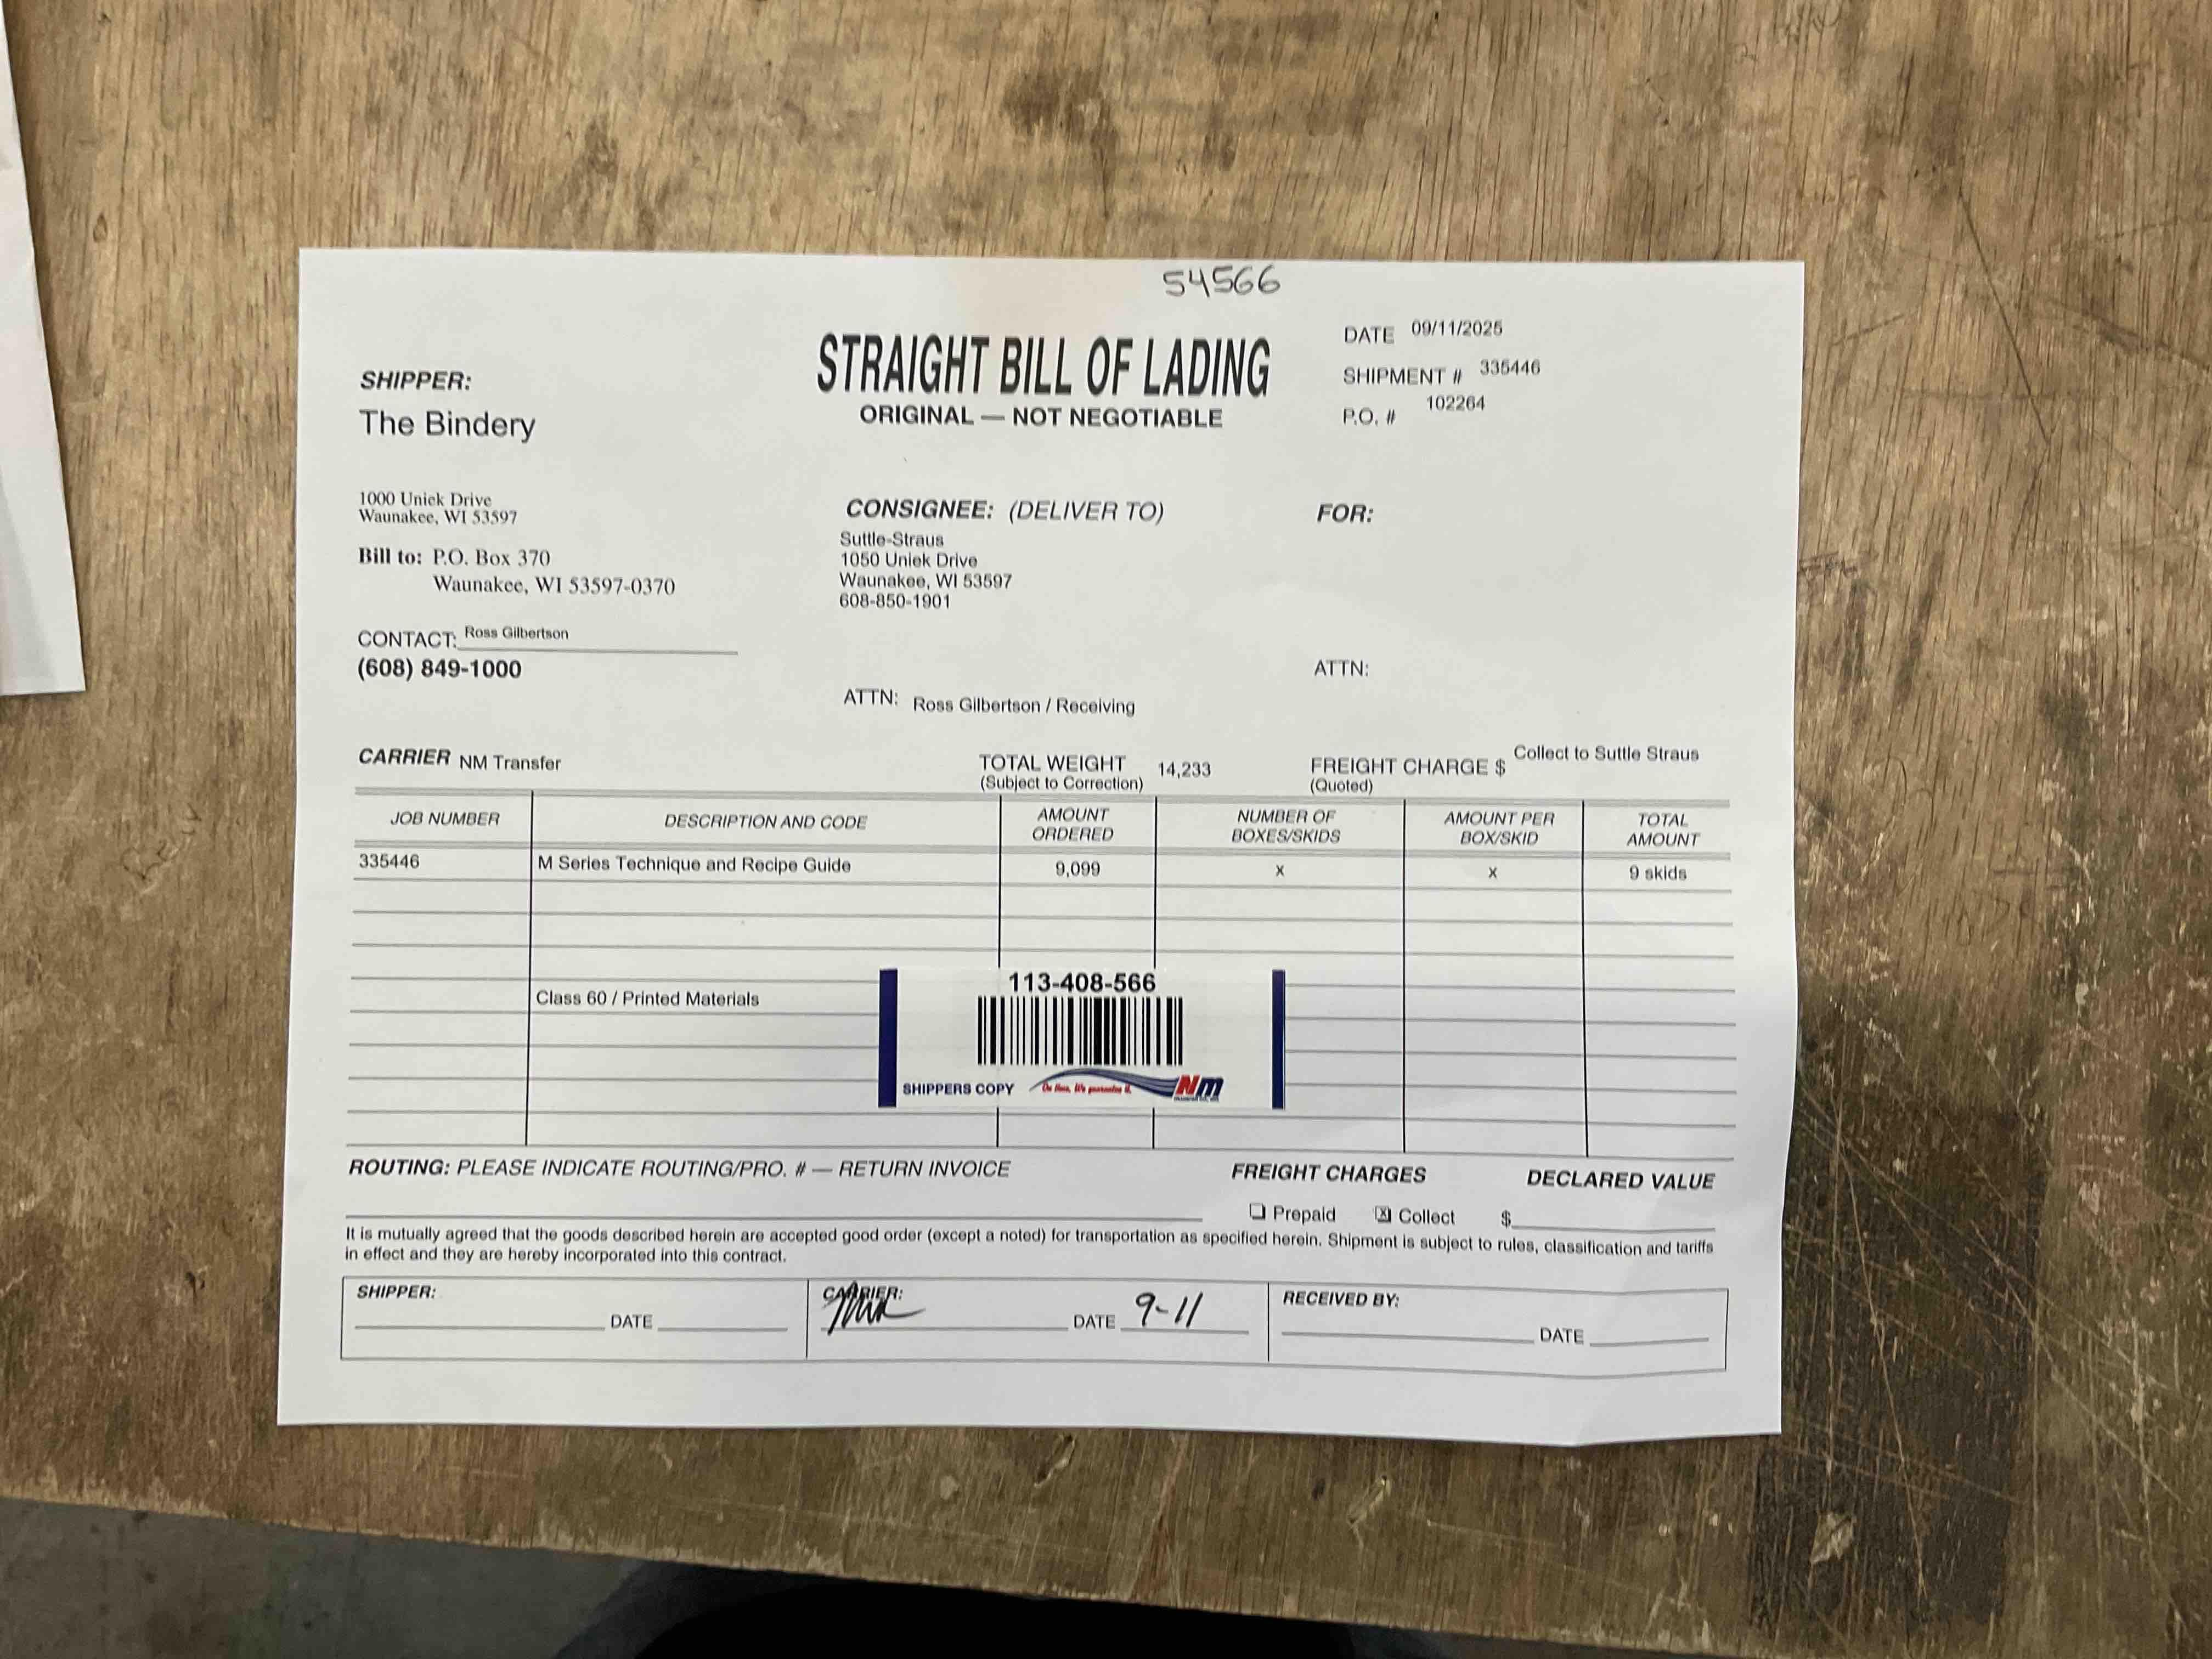 54566
STRAIGHT BILL OF LADING
ORIGINAL — NOT NEGOTIABLE
DATE 09/11/2025
SHIPMENT # 335446
P.O. # 102264
SHIPPER:
The Bindery
1000 Uniek Drive
Waunakee, WI 53597
Bill to: P.O. Box 370
Waunakee, WI 53597-0370
CONTACT: Ross Gilbertson
(608) 849-1000
CONSIGNEE: (DELIVER TO)
Suttle-Straus
1050 Uniek Drive
Waunakee, WI 53597
608-850-1901
ATTN: Ross Gilbertson / Receiving
FOR:
ATTN:
CARRIER NM Transfer
TOTAL WEIGHT 14,233
(Subject to Correction)
FREIGHT CHARGE $ Collect to Suttle Straus
(Quoted)
JOB NUMBER DESCRIPTION AND CODE AMOUNT ORDERED NUMBER OF BOXES/SKIDS AMOUNT PER BOX/SKID TOTAL AMOUNT
335446 M Series Technique and Recipe Guide 9,099 x x 9 skids
Class 60 / Printed Materials
113-408-566
SHIPPERS COPY On time, We guarantee it. Nm
ROUTING: PLEASE INDICATE ROUTING/PRO. # — RETURN INVOICE
FREIGHT CHARGES
DECLARED VALUE
Prepaid X Collect $
It is mutually agreed that the goods described herein are accepted good order (except a noted) for transportation as specified herein. Shipment is subject to rules, classification and tariffs
in effect and they are hereby incorporated into this contract.
SHIPPER:
DATE
CARRIER:
DATE 9-11
RECEIVED BY:
DATE